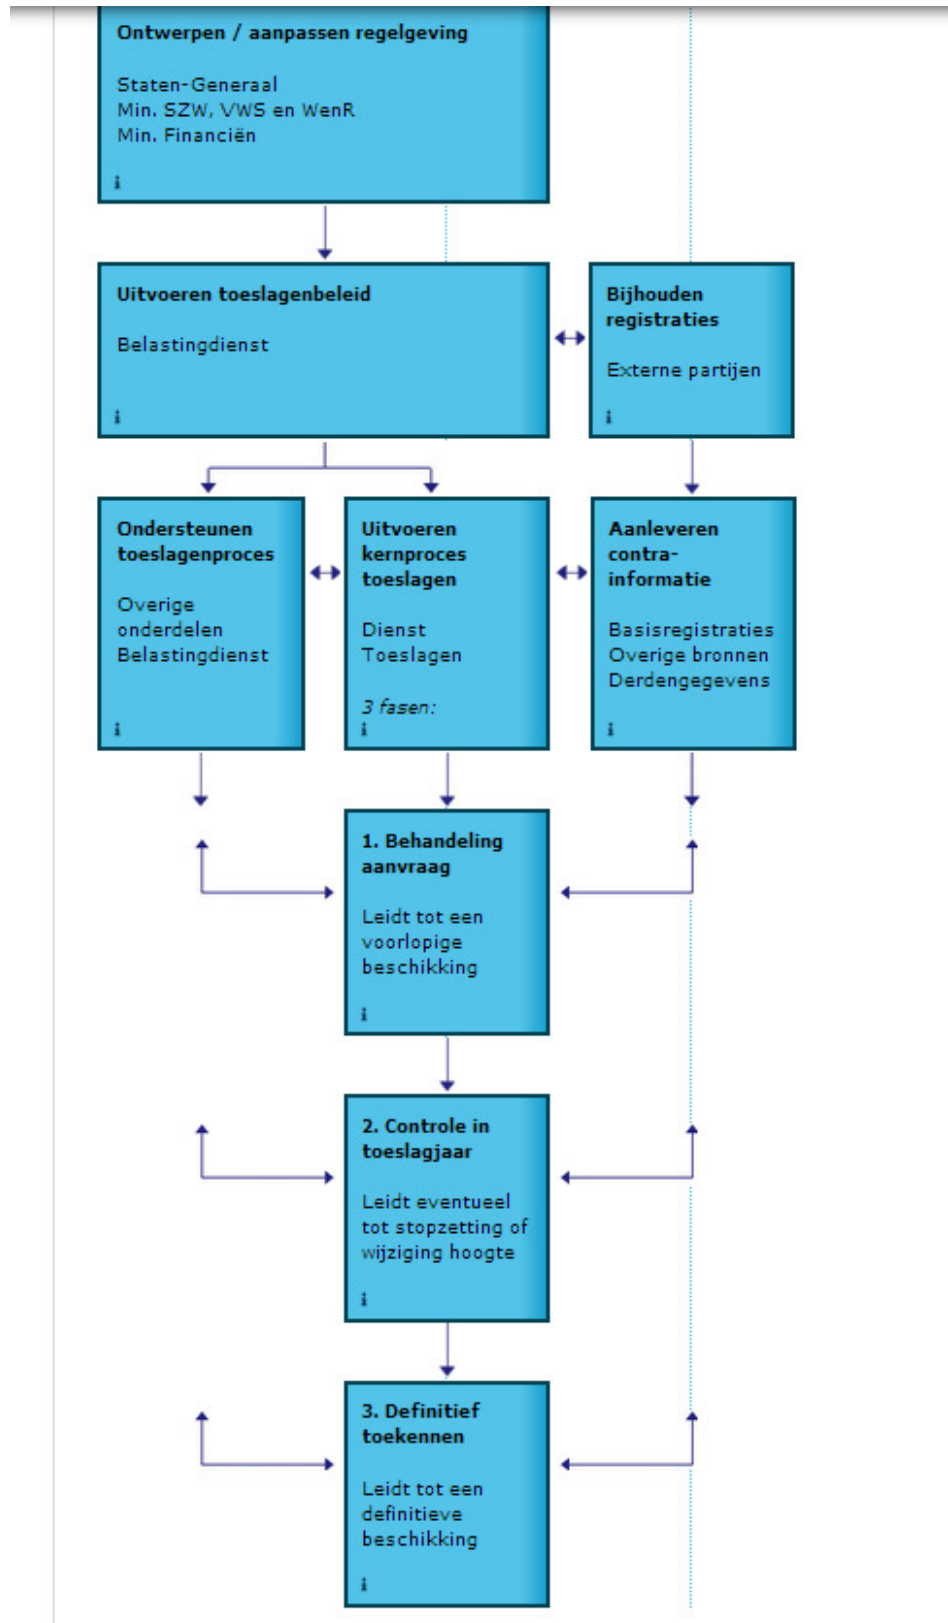 Ontwerpen / aanpassen regelgeving
Staten-Generaal
Min. SZW, VWS en WenR
Min. Financiën
i
Uitvoeren toeslagenbeleid
Belastingdienst
i
Bijhouden
registraties
Externe partijen
i
Ondersteunen
toeslagenproces
Overige
onderdelen
Belastingdienst
i
Uitvoeren
kernproces
toeslagen
Dienst
Toeslagen
3 fasen:
i
Aanleveren
contra-
informatie
Basisregistraties
Overige bronnen
Derdengegevens
i
1. Behandeling
aanvraag
Leidt tot een
voorlopige
beschikking
i
2. Controle in
toeslagjaar
Leidt eventueel
tot stopzetting of
wijziging hoogte
i
3. Definitief
toekennen
Leidt tot een
definitieve
beschikking
i